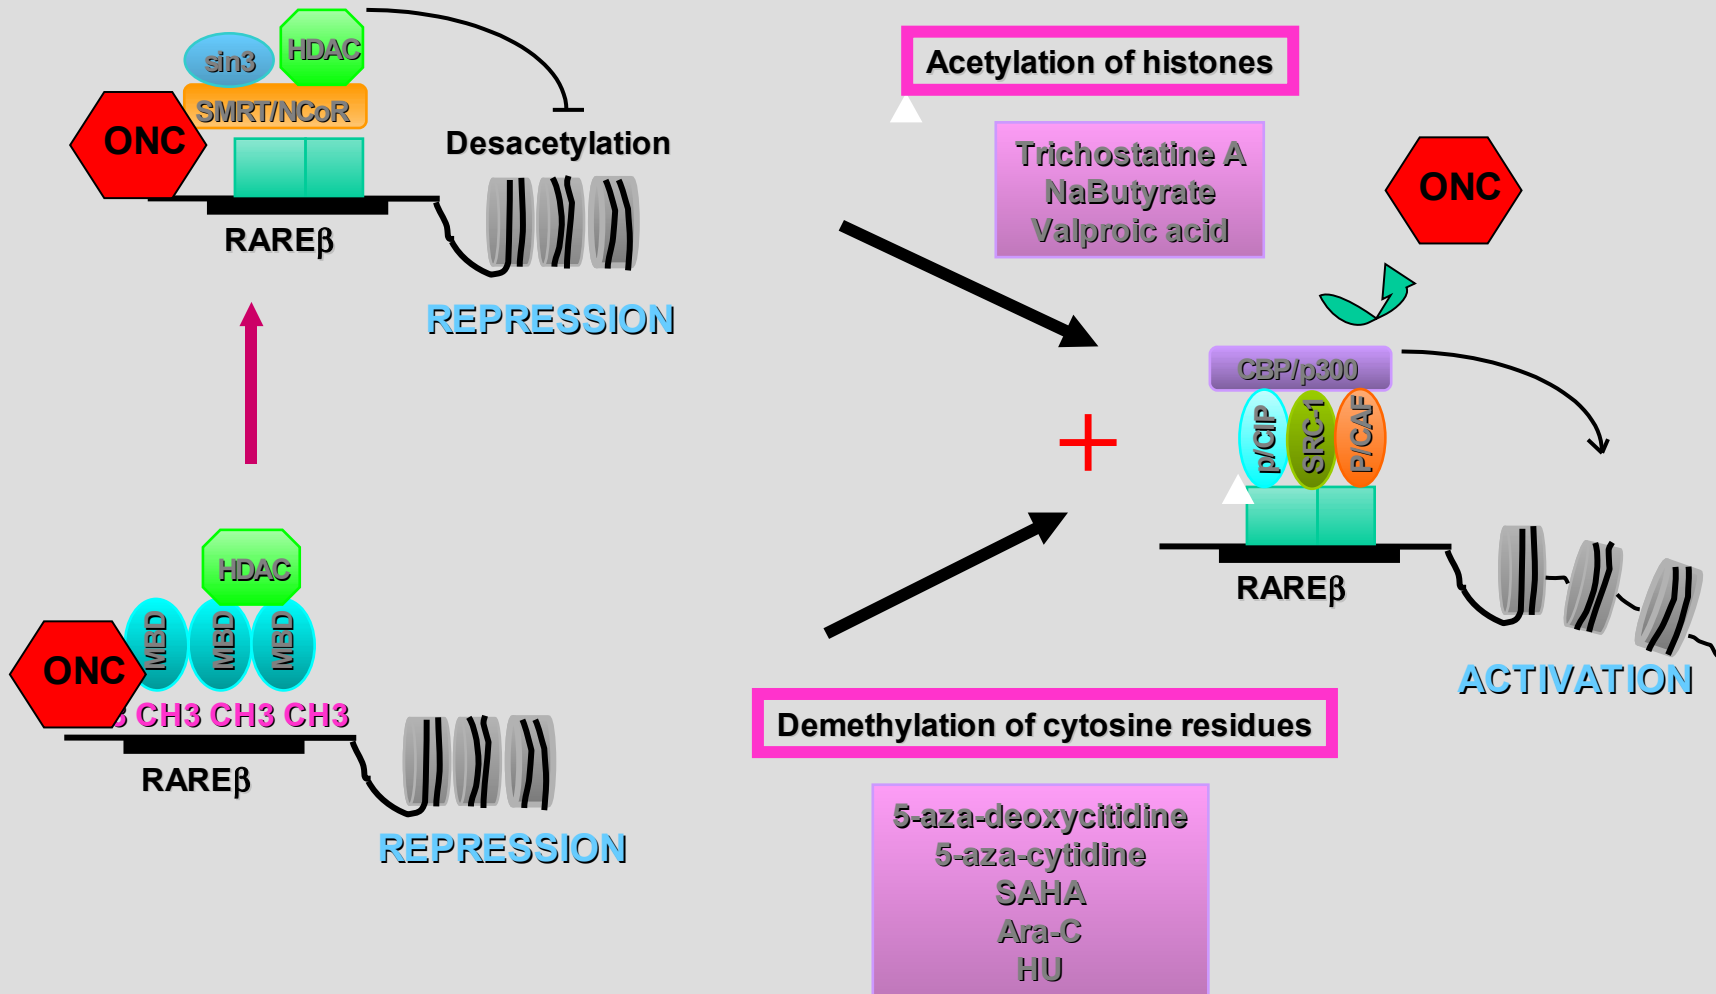 sin3
HDAC
SMRT/NCoR
ONC
Desacetylation
RAREβ
REPRESSION
Acetylation of histones
Trichostatine A
NaButyrate
Valproic acid
ONC
CBP/p300
p/CIP
SRC-1
P/CAF
+
RAREβ
ACTIVATION
HDAC
MBD
MBD
MBD
ONC
3 CH3 CH3 CH3
RAREβ
REPRESSION
Demethylation of cytosine residues
5-aza-deoxycitidine
5-aza-cytidine
SAHA
Ara-C
HU